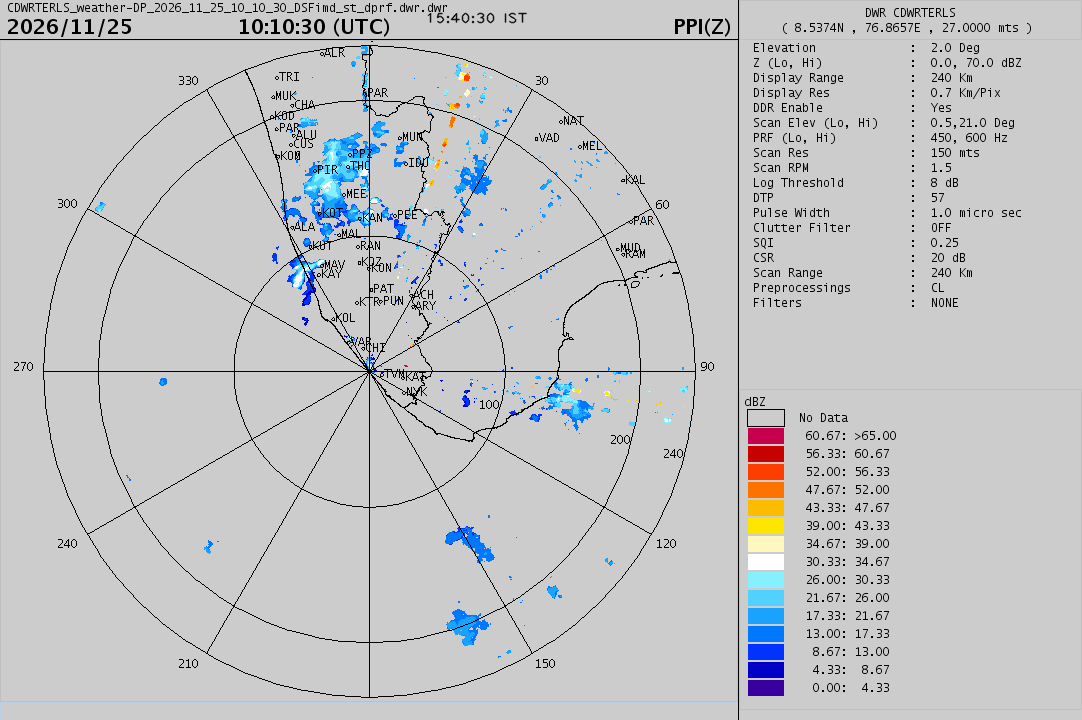 CDWRTERLS_weather-DP_2026_11_25_10_10_30_DSFimd_st_dprf.dwr.dwr
2026/11/25 10:10:30 (UTC) 15:40:30 IST PPI(Z)
DWR CDWRTERLS
( 8.5374N , 76.8657E , 27.0000 mts )
Elevation : 2.0 Deg
Z (Lo, Hi) : 0.0, 70.0 dBZ
Display Range : 240 Km
Display Res : 0.7 Km/Pix
DDR Enable : Yes
Scan Elev (Lo, Hi) : 0.5,21.0 Deg
PRF (Lo, Hi) : 450, 600 Hz
Scan Res : 150 mts
Scan RPM : 1.5
Log Threshold : 8 dB
DTP : 57
Pulse Width : 1.0 micro sec
Clutter Filter : OFF
SQI : 0.25
CSR : 20 dB
Scan Range : 240 Km
Preprocessings : CL
Filters : NONE
dBZ
No Data
60.67: >65.00
56.33: 60.67
52.00: 56.33
47.67: 52.00
43.33: 47.67
39.00: 43.33
34.67: 39.00
30.33: 34.67
26.00: 30.33
21.67: 26.00
17.33: 21.67
13.00: 17.33
8.67: 13.00
4.33: 8.67
0.00: 4.33
ALR
330
TRI
30
PAR
MUK
CHA
KOD
NAT
PAR
ALU
MUN
VAD
CUS
MEL
KOM
PPZ
IDU
THO
PIR
KAL
MEE
300
60
KOT
KAN
PEE
PAR
ALA
MAL
KUT
RAN
MUD
RAM
MAV
KOZ
KON
KAY
PAT
ACH
KTR
PUN
ARY
KOL
VAR
CHI
270
TVM
KAT
90
NYK
100
200
240
240
120
210
150